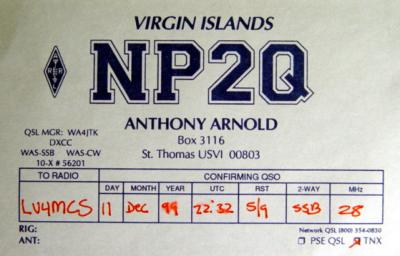 VIRGIN ISLANDS
ARRL
NP2Q
ANTHONY ARNOLD
QSL MGR: WA4JTK
DXCC
WAS-SSB WAS-CW
10-X # 56201
Box 3116
St. Thomas USVI 00803
TO RADIO CONFIRMING QSO
DAY MONTH YEAR UTC RST 2-WAY MHz
LU4MCS 11 Dec 99 22:32 5/9 SSB 28
RIG: Network QSL (800) 354-0830
ANT: PSE QSL TNX